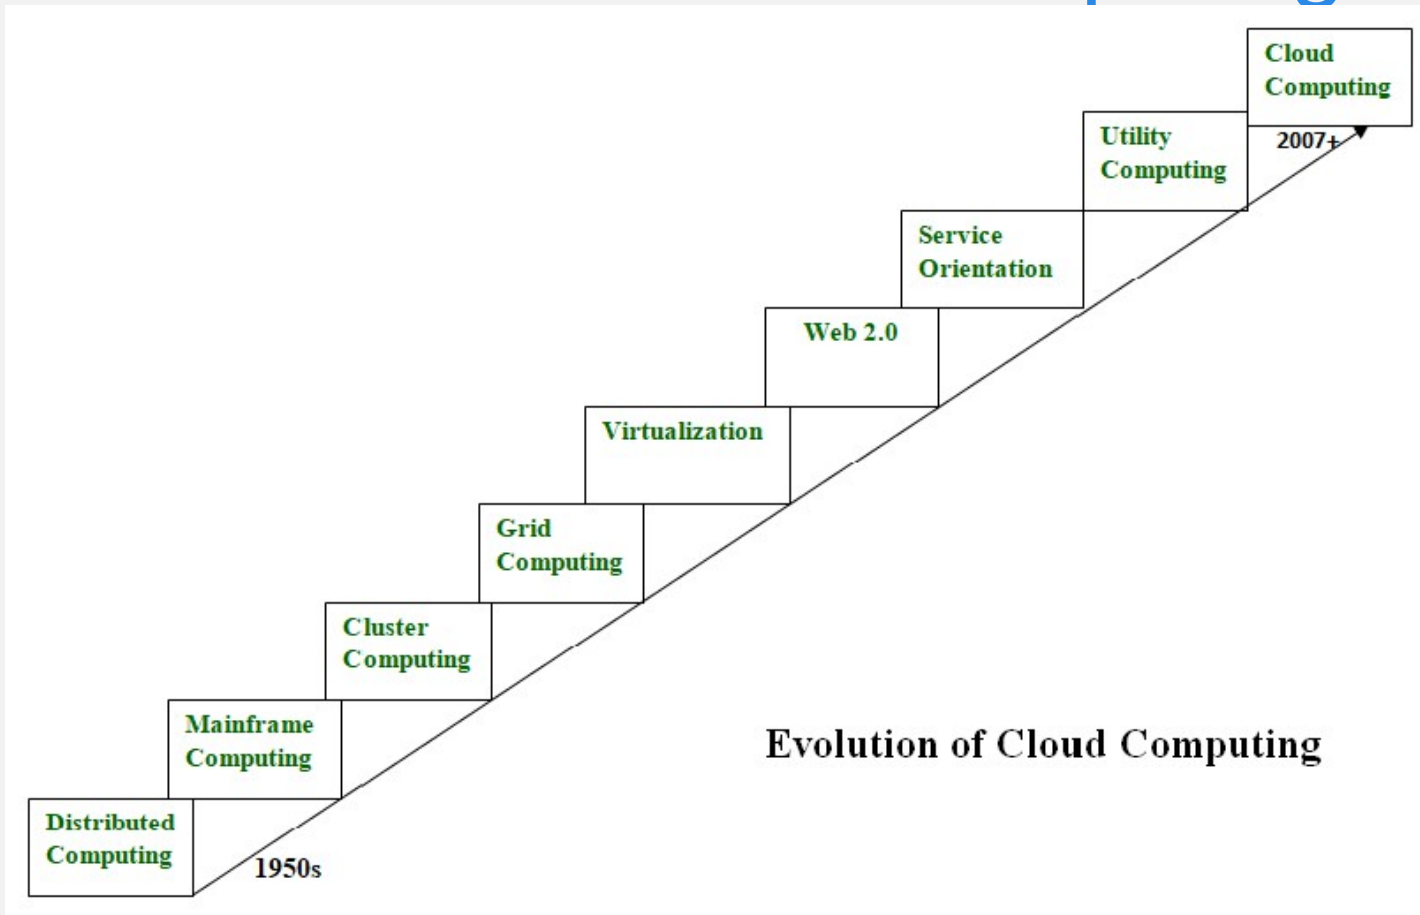 Cloud
Computing
2007+
Utility
Computing
Service
Orientation
Web 2.0
Virtualization
Grid
Computing
Cluster
Computing
Mainframe
Computing
Evolution of Cloud Computing
Distributed
Computing
1950s